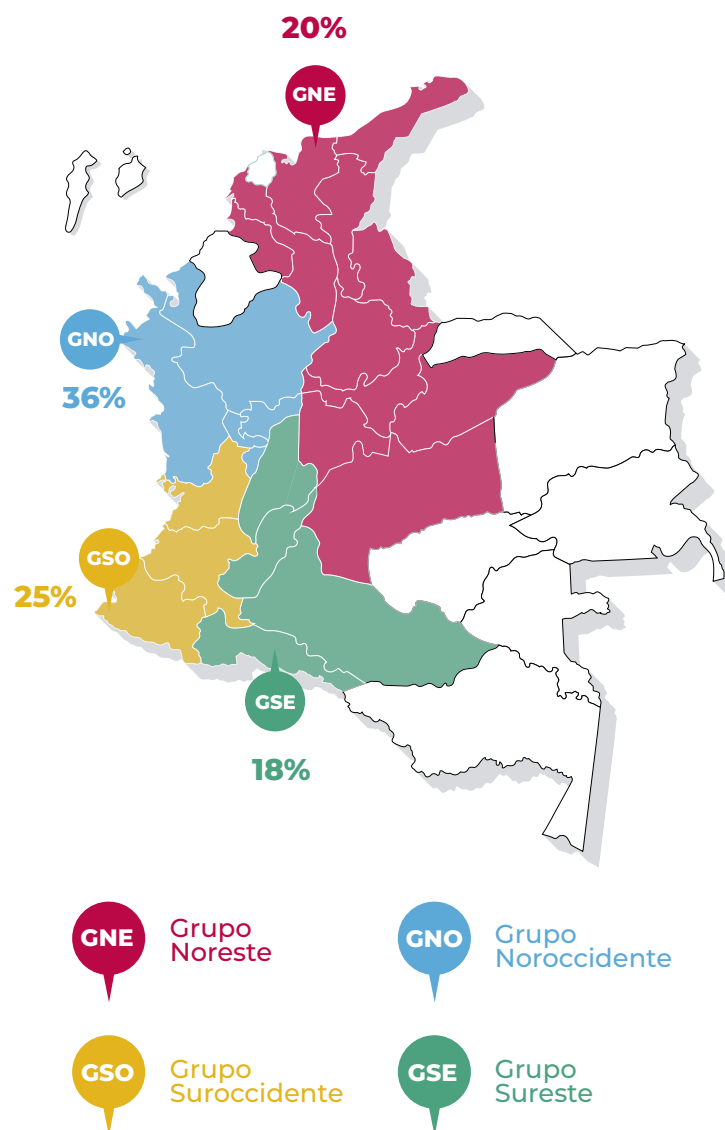 20%
GNE
GNO
36%
GSO
25%
GSE
18%
GNE
Grupo
Noreste
GNO
Grupo
Noroccidente
GSO
Grupo
Suroccidente
GSE
Grupo
Sureste